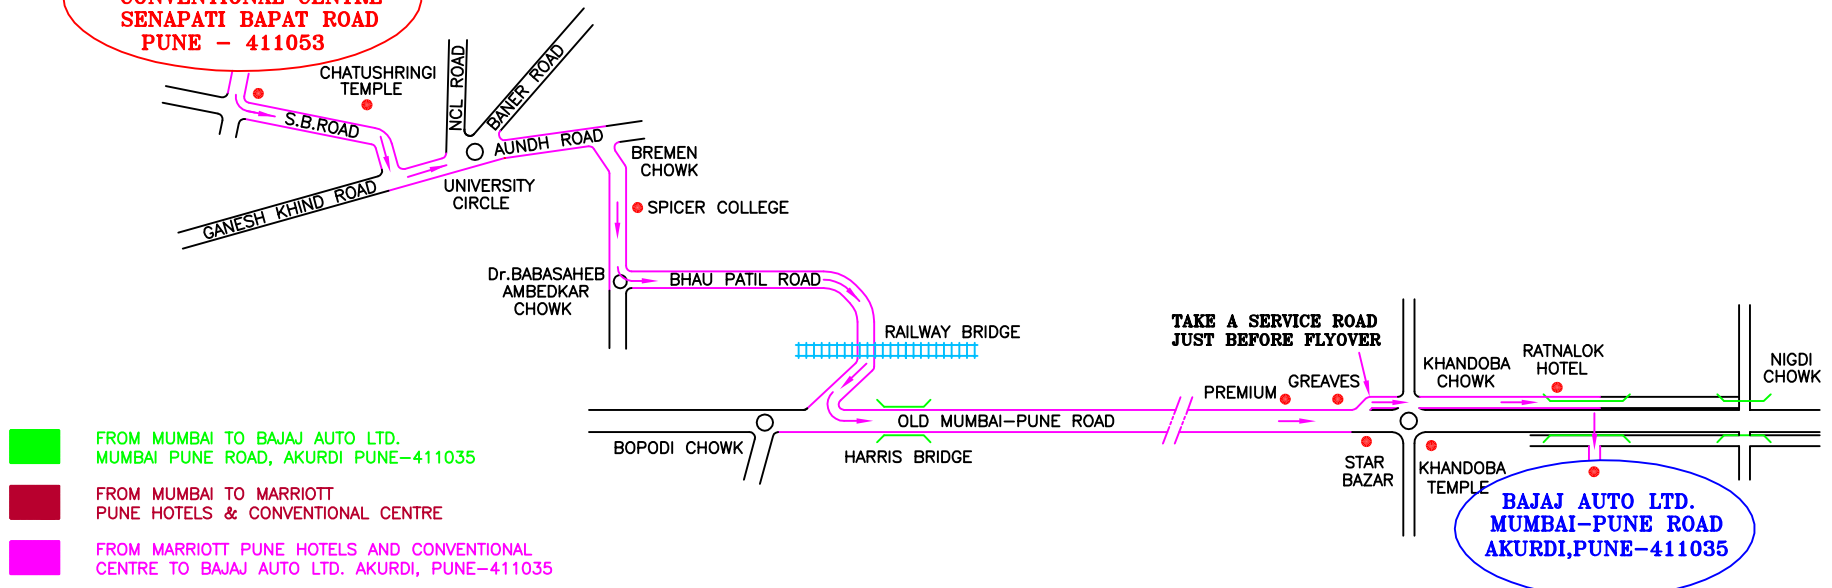 CONVENTIONAL CENTRE
SENAPATI BAPAT ROAD
PUNE - 411053
CHATUSHRINGI
TEMPLE
S.B.ROAD
NCL ROAD
BANER ROAD
AUNDH ROAD
GANESH KHIND ROAD
UNIVERSITY
CIRCLE
BREMEN
CHOWK
SPICER COLLEGE
Dr.BABASAHEB
AMBEDKAR
CHOWK
BHAU PATIL ROAD
RAILWAY BRIDGE
TAKE A SERVICE ROAD
JUST BEFORE FLYOVER
PREMIUM
GREAVES
KHANDOBA
CHOWK
RATNALOK
HOTEL
NIGDI
CHOWK
OLD MUMBAI-PUNE ROAD
BOPODI CHOWK
HARRIS BRIDGE
STAR
BAZAR
KHANDOBA
TEMPLE
BAJAJ AUTO LTD.
MUMBAI-PUNE ROAD
AKURDI,PUNE-411035
FROM MUMBAI TO BAJAJ AUTO LTD.
MUMBAI PUNE ROAD, AKURDI PUNE-411035
FROM MUMBAI TO MARRIOTT
PUNE HOTELS & CONVENTIONAL CENTRE
FROM MARRIOTT PUNE HOTELS AND CONVENTIONAL
CENTRE TO BAJAJ AUTO LTD. AKURDI, PUNE-411035